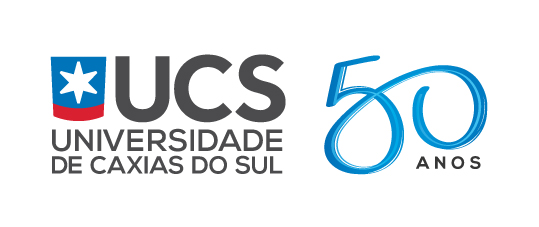 UCS
UNIVERSIDADE
DE CAXIAS DO SUL
50
ANOS